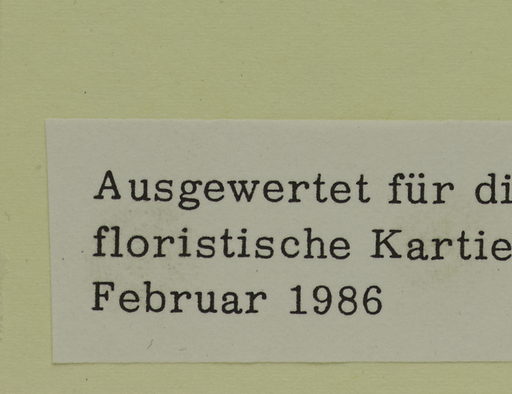 Ausgewertet für di
floristische Kartie
Februar 1986